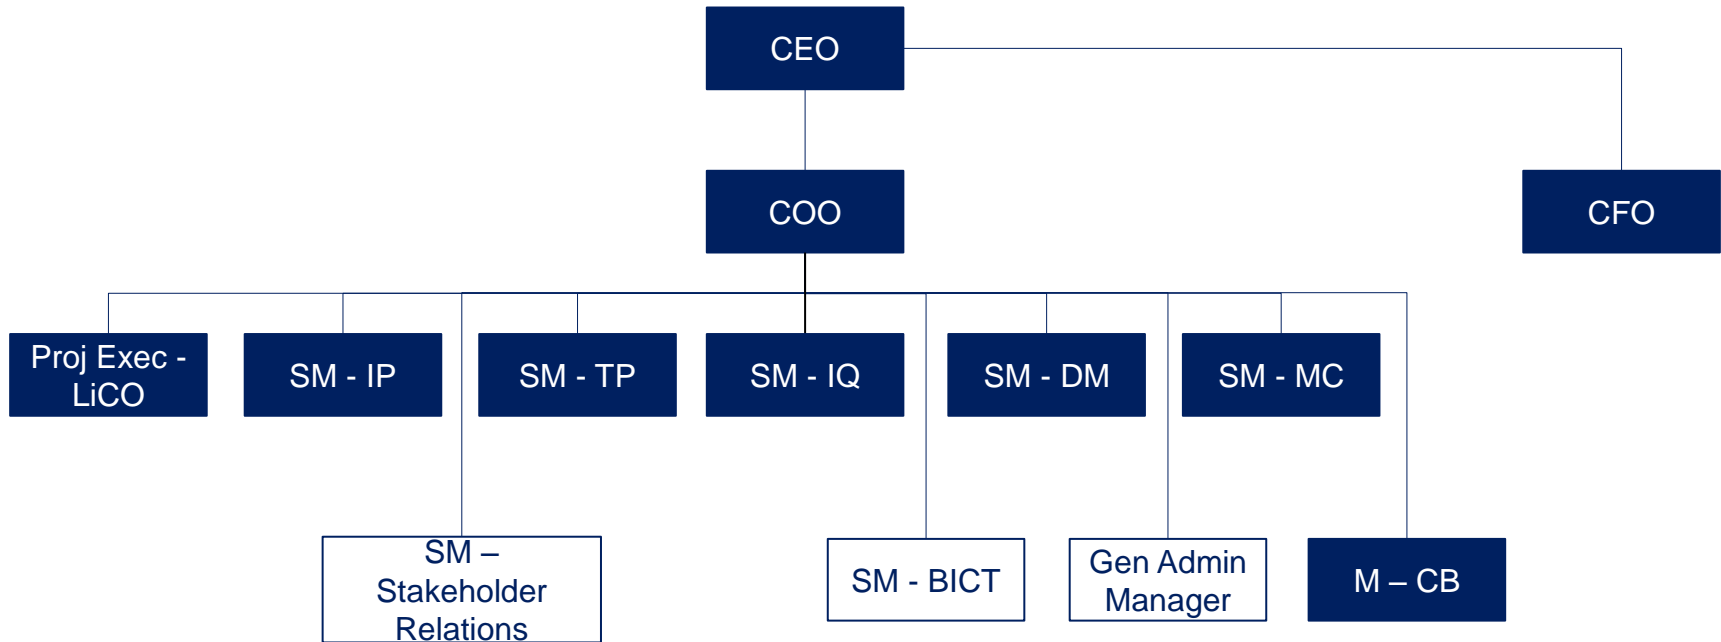 CEO
COO
CFO
Proj Exec -
LiCO
SM - IP
SM - TP
SM - IQ
SM - DM
SM - MC
SM –
Stakeholder
Relations
SM - BICT
Gen Admin
Manager
M – CB